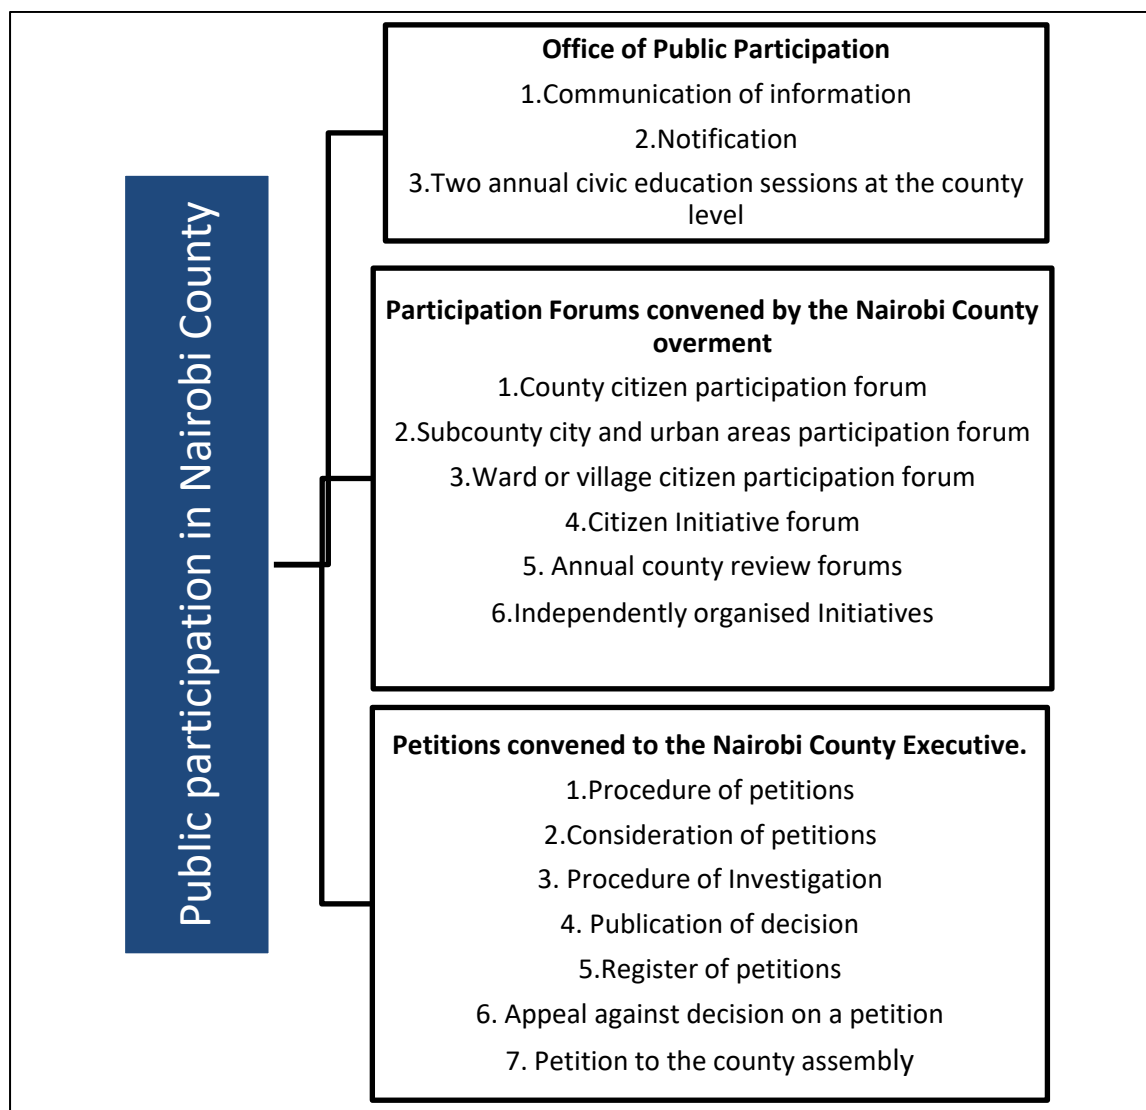 Public participation in Nairobi County
Office of Public Participation
1.Communication of information
2.Notification
3.Two annual civic education sessions at the county
level
Participation Forums convened by the Nairobi County
overment
1.County citizen participation forum
2.Subcounty city and urban areas participation forum
3.Ward or village citizen participation forum
4.Citizen Initiative forum
5. Annual county review forums
6.Independently organised Initiatives
Petitions convened to the Nairobi County Executive.
1.Procedure of petitions
2.Consideration of petitions
3. Procedure of Investigation
4. Publication of decision
5.Register of petitions
6. Appeal against decision on a petition
7. Petition to the county assembly